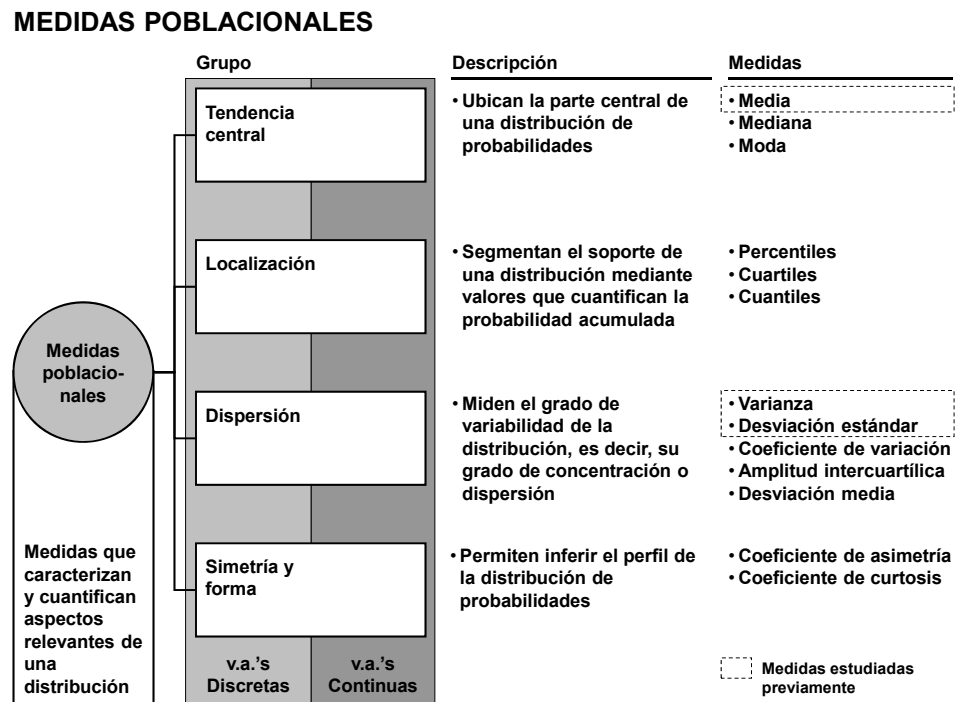 MEDIDAS POBLACIONALES
Grupo
Descripción
Medidas
Tendencia
central
• Ubican la parte central de
una distribución de
probabilidades
• Media
• Mediana
• Moda
Localización
• Segmentan el soporte de
una distribución mediante
valores que cuantifican la
probabilidad acumulada
• Percentiles
• Cuartiles
• Cuantiles
Medidas
poblacio-
nales
Dispersión
• Miden el grado de
variabilidad de la
distribución, es decir, su
grado de concentración o
dispersión
• Varianza
• Desviación estándar
• Coeficiente de variación
• Amplitud intercuartílica
• Desviación media
Medidas que
caracterizan
y cuantifican
aspectos
relevantes de
una
distribución
Simetría y
forma
• Permiten inferir el perfil de
la distribución de
probabilidades
• Coeficiente de asimetría
• Coeficiente de curtosis
v.a.'s
Discretas
v.a.'s
Continuas
Medidas estudiadas
previamente